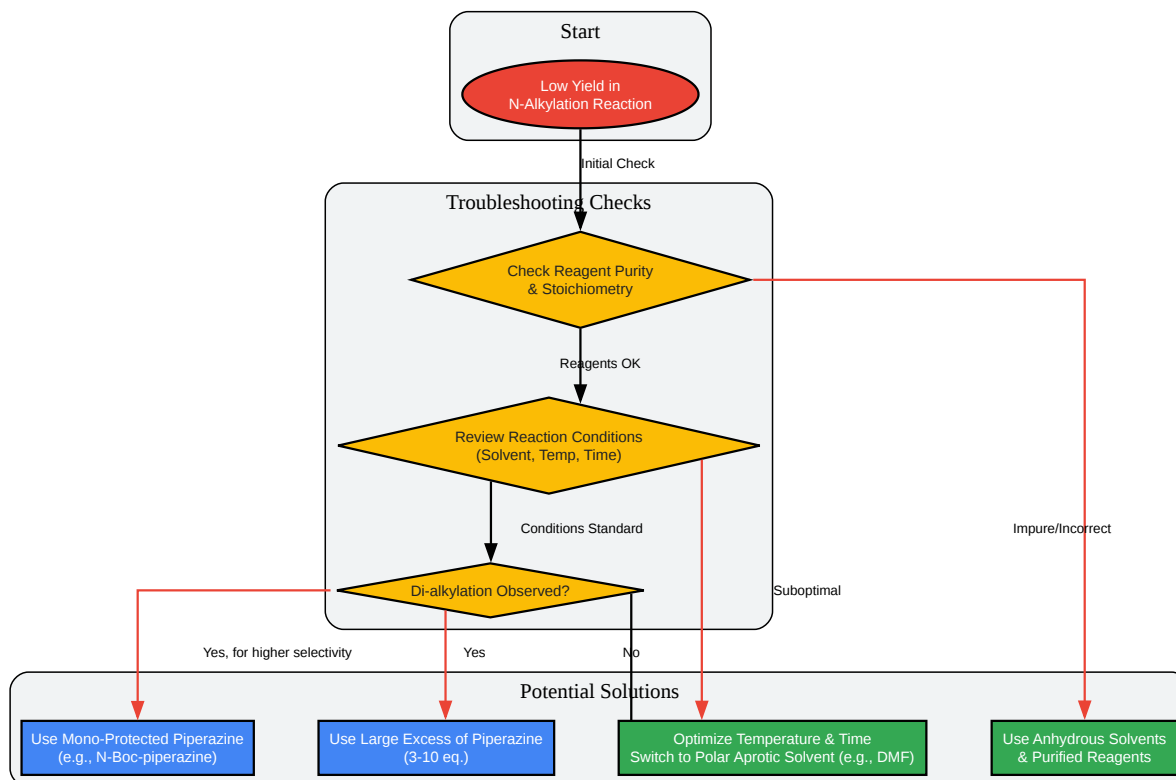 Start
Low Yield in
N-Alkylation Reaction
Initial Check
Troubleshooting Checks
Check Reagent Purity
& Stoichiometry
Reagents OK
Review Reaction Conditions
(Solvent, Temp, Time)
Conditions Standard
Impure/Incorrect
Di-alkylation Observed?
Suboptimal
Yes, for higher selectivity
Yes
No
Potential Solutions
Use Mono-Protected Piperazine
(e.g., N-Boc-piperazine)
Use Large Excess of Piperazine
(3-10 eq.)
Optimize Temperature & Time
Switch to Polar Aprotic Solvent (e.g., DMF)
Use Anhydrous Solvents
& Purified Reagents